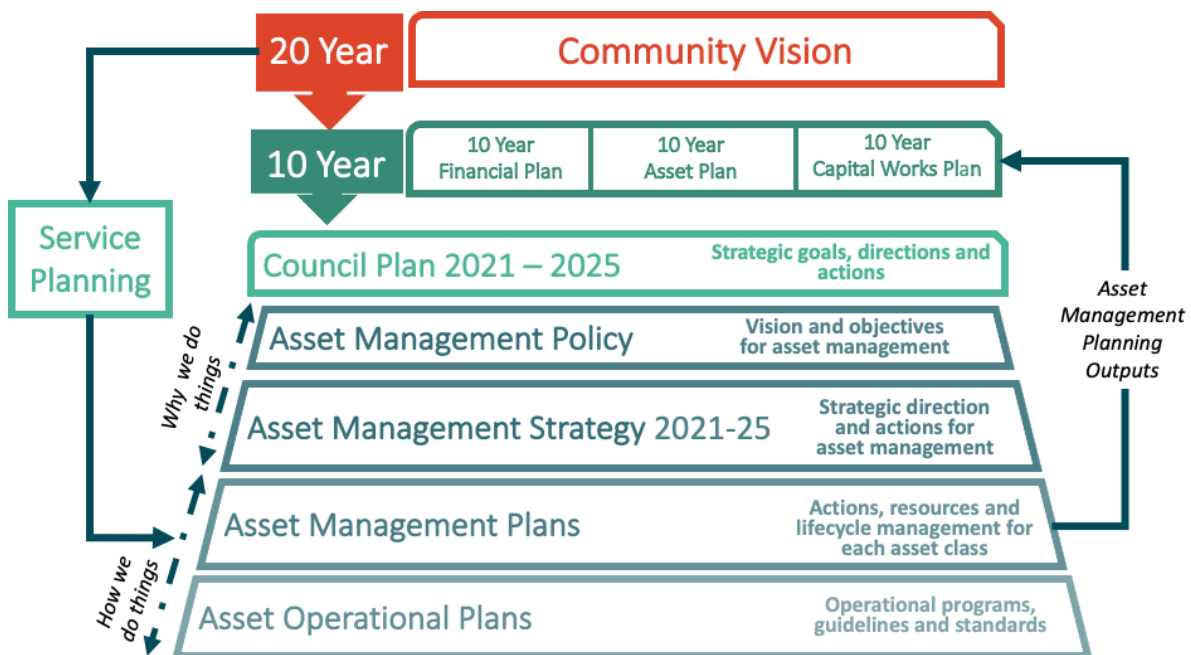 20 Year
Community Vision
10 Year
10 Year
Financial Plan
10 Year
Asset Plan
10 Year
Capital Works Plan
Service
Planning
Council Plan 2021 – 2025
Strategic goals, directions and
actions
Why we do
things
Asset Management Policy
Vision and objectives
for asset management
Asset Management Strategy 2021-25
Strategic direction
and actions for
asset management
Asset
Management
Planning
Outputs
How we
do things
Asset Management Plans
Actions, resources and
lifecycle management for
each asset class
Asset Operational Plans
Operational programs,
guidelines and standards